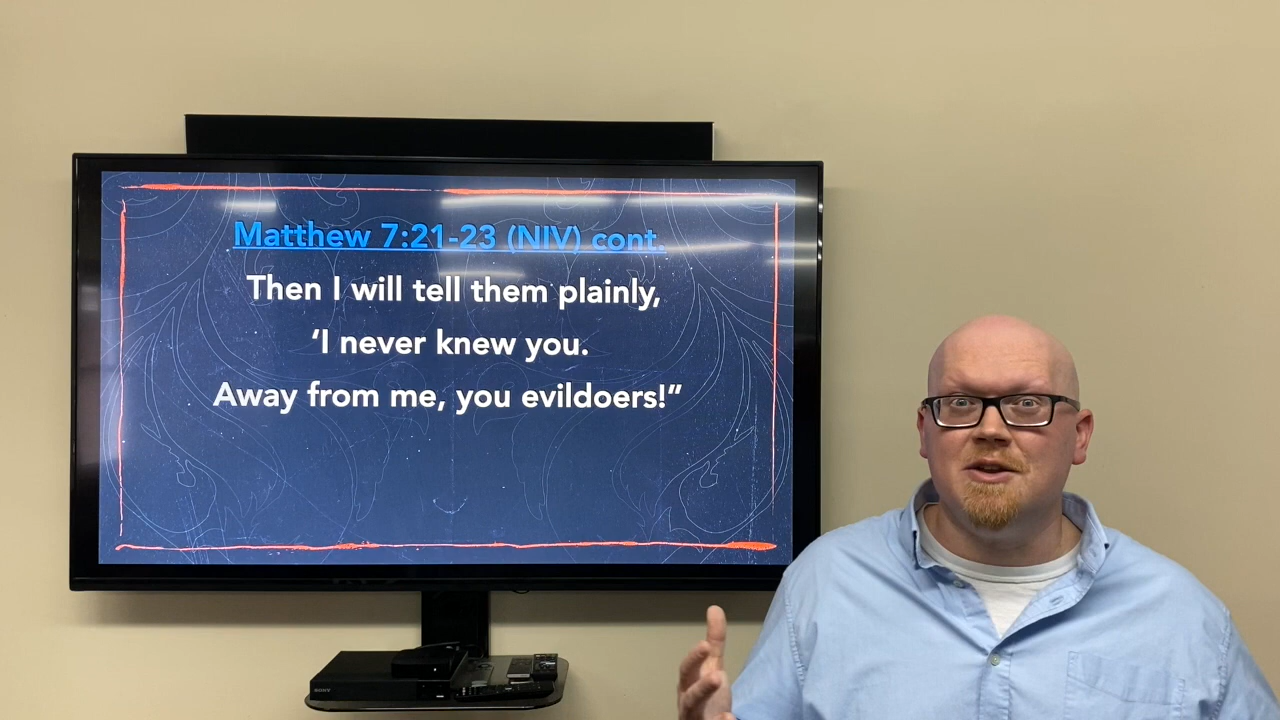 Matthew 7:21-23 (NIV) cont.
Then I will tell them plainly,
‘I never knew you.
Away from me, you evildoers!”
SONY